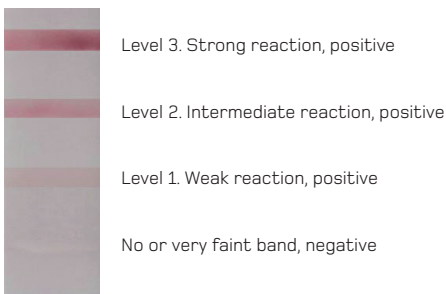 Level 3. Strong reaction, positive
Level 2. Intermediate reaction, positive
Level 1. Weak reaction, positive
No or very faint band, negative